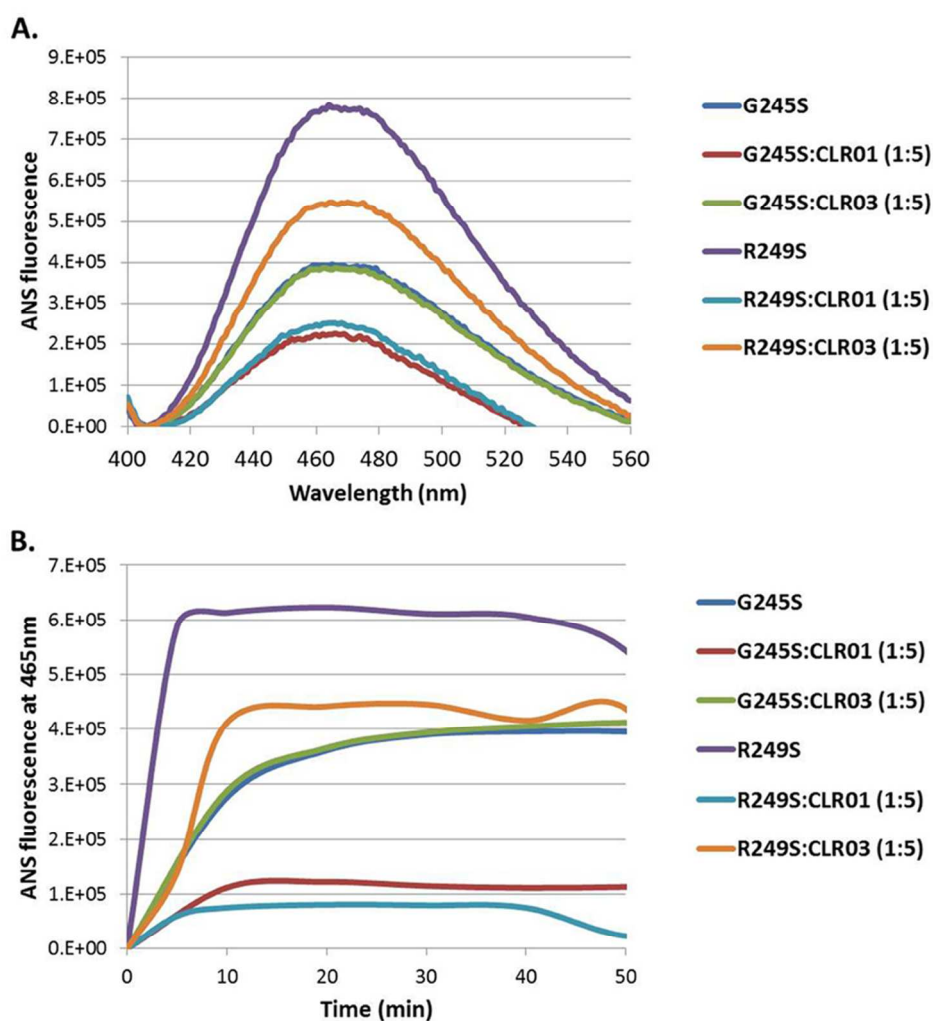 A.
9.E+05
8.E+05
7.E+05
6.E+05
5.E+05
4.E+05
3.E+05
2.E+05
1.E+05
0.E+00
ANS fluorescence
400 420 440 460 480 500 520 540 560
Wavelength (nm)
G245S
G245S:CLR01 (1:5)
G245S:CLR03 (1:5)
R249S
R249S:CLR01 (1:5)
R249S:CLR03 (1:5)
B.
7.E+05
6.E+05
5.E+05
4.E+05
3.E+05
2.E+05
1.E+05
0.E+00
ANS fluorescence at 465nm
0 10 20 30 40 50
Time (min)
G245S
G245S:CLR01 (1:5)
G245S:CLR03 (1:5)
R249S
R249S:CLR01 (1:5)
R249S:CLR03 (1:5)